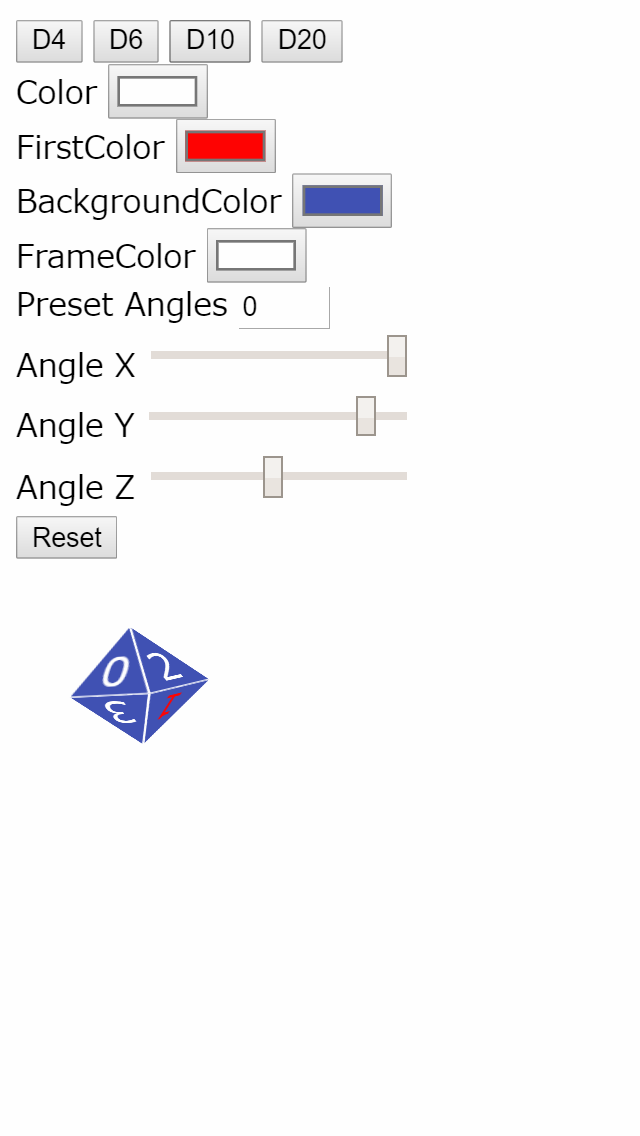 D4 D6 D10 D20
Color
FirstColor
BackgroundColor
FrameColor
Preset Angles 0
Angle X
Angle Y
Angle Z
Reset
0 2
3 1